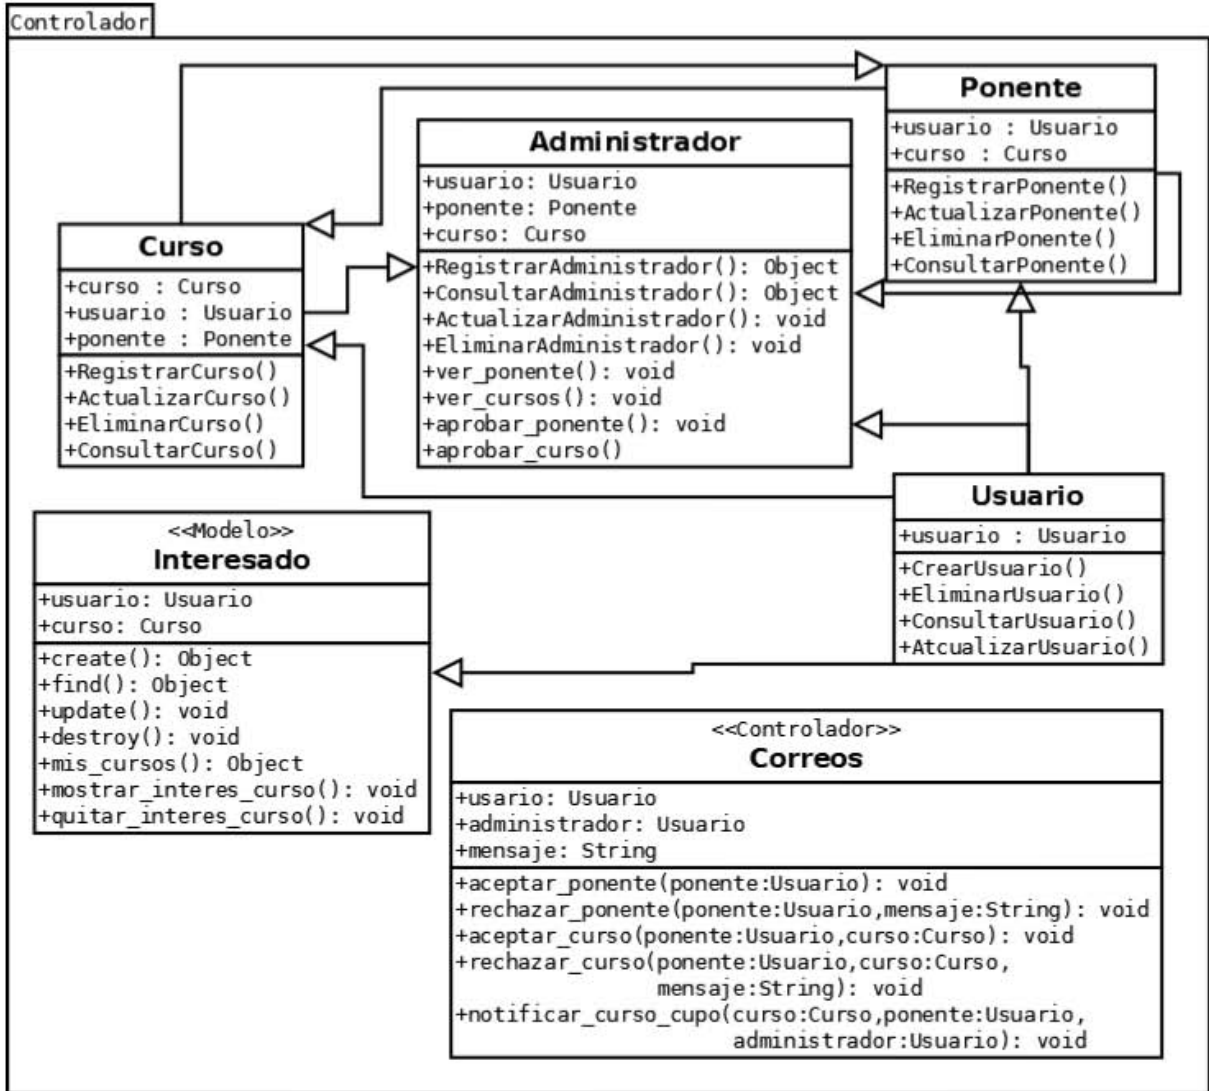 Controlador
Ponente
+usuario : Usuario
+curso : Curso
+RegistrarPonente()
+ActualizarPonente()
+EliminarPonente()
+ConsultarPonente()
Administrador
+usuario: Usuario
+ponente: Ponente
+curso: Curso
+RegistrarAdministrador(): Object
+ConsultarAdministrador(): Object
+ActualizarAdministrador(): void
+EliminarAdministrador(): void
+ver_ponente(): void
+ver_cursos(): void
+aprobar_ponente(): void
+aprobar_curso()
Curso
+curso : Curso
+usuario : Usuario
+ponente : Ponente
+RegistrarCurso()
+ActualizarCurso()
+EliminarCurso()
+ConsultarCurso()
Usuario
+usuario : Usuario
+CrearUsuario()
+EliminarUsuario()
+ConsultarUsuario()
+AtcualizarUsuario()
<<Modelo>>
Interesado
+usuario: Usuario
+curso: Curso
+create(): Object
+find(): Object
+update(): void
+destroy(): void
+mis_cursos(): Object
+mostrar_interes_curso(): void
+quitar_interes_curso(): void
<<Controlador>>
Correos
+usario: Usuario
+administrador: Usuario
+mensaje: String
+aceptar_ponente(ponente:Usuario): void
+rechazar_ponente(ponente:Usuario,mensaje:String): void
+aceptar_curso(ponente:Usuario,curso:Curso): void
+rechazar_curso(ponente:Usuario,curso:Curso,
mensaje:String): void
+notificar_curso_cupo(curso:Curso,ponente:Usuario,
administrador:Usuario): void